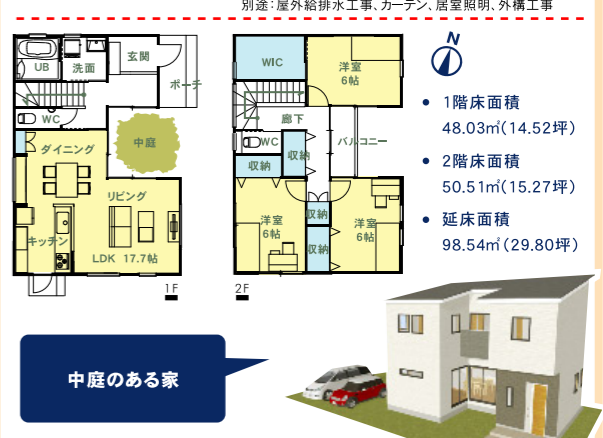 別途：屋外給排水工事、カーテン、居室照明、外構工事
UB
洗面
玄関
ポーチ
WC
ダイニング
中庭
リビング
キッチン
LDK 17.7帖
1F
WIC
洋室
6帖
廊下
WC
収納
収納
バルコニー
洋室
6帖
収納
収納
洋室
6帖
2F
N
• 1階床面積
48.03㎡(14.52坪)
• 2階床面積
50.51㎡(15.27坪)
• 延床面積
98.54㎡(29.80坪)
中庭のある家